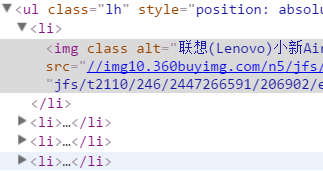 ▼<ul class="lh" style="position: absolu
▼<li>
<img class alt="联想(Lenovo)小新Air
src="//img10.360buyimg.com/n5/jfs/
"jfs/t2110/246/2447266591/206902/e
</li>
▶<li>…</li>
▶<li>…</li>
▶<li>…</li>